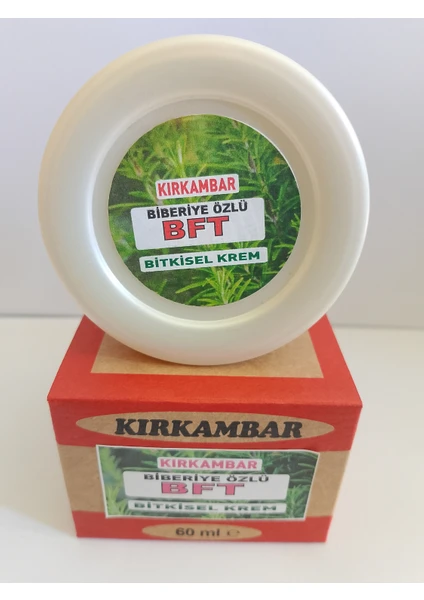 KIRKAMBAR
BİBERİYE ÖZLÜ
BFT
BİTKİSEL KREM
KIRKAMBAR
KIRKAMBAR
BİBERİYE ÖZLÜ
BFT
BİTKİSEL KREM
60 ml ℮